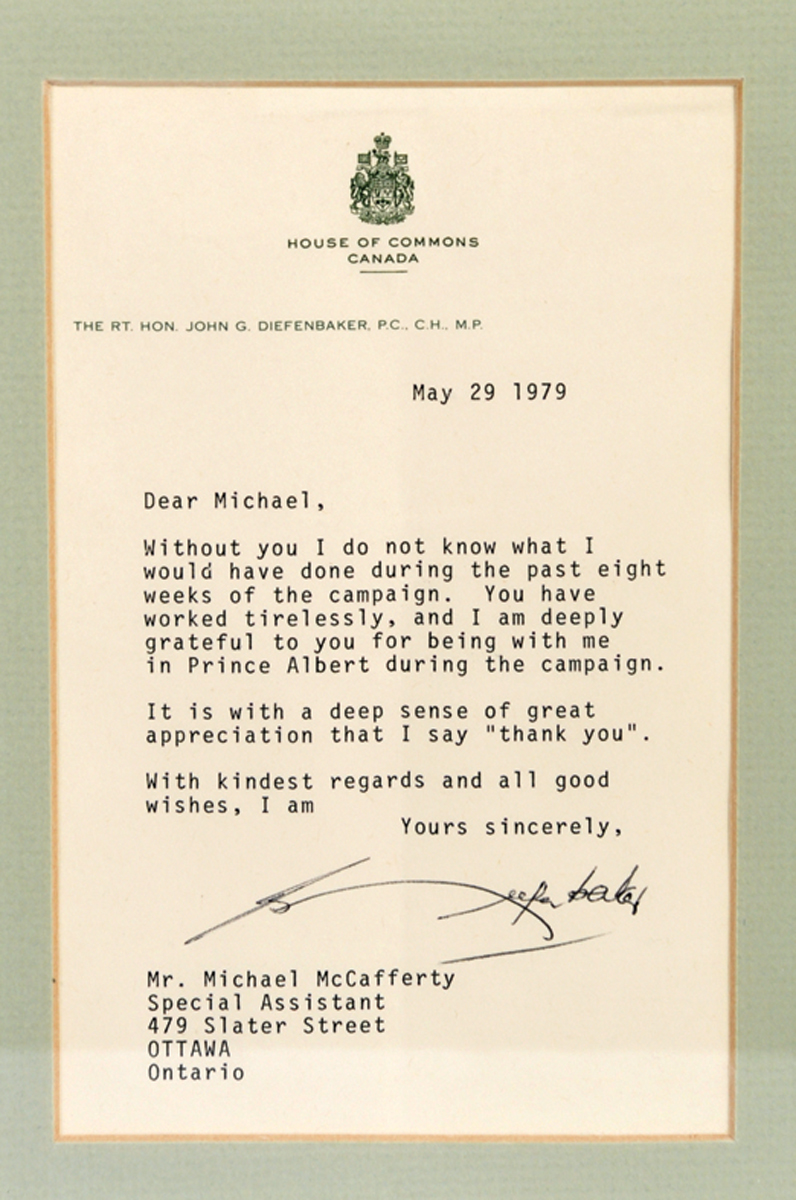 HOUSE OF COMMONS
CANADA
THE RT. HON. JOHN G. DIEFENBAKER, P.C., C.H., M.P.
May 29 1979
Dear Michael,
Without you I do not know what I
would have done during the past eight
weeks of the campaign.  You have
worked tirelessly, and I am deeply
grateful to you for being with me
in Prince Albert during the campaign.
It is with a deep sense of great
appreciation that I say "thank you".
With kindest regards and all good
wishes, I am
Yours sincerely,
Diefenbaker
Mr. Michael McCafferty
Special Assistant
479 Slater Street
OTTAWA
Ontario